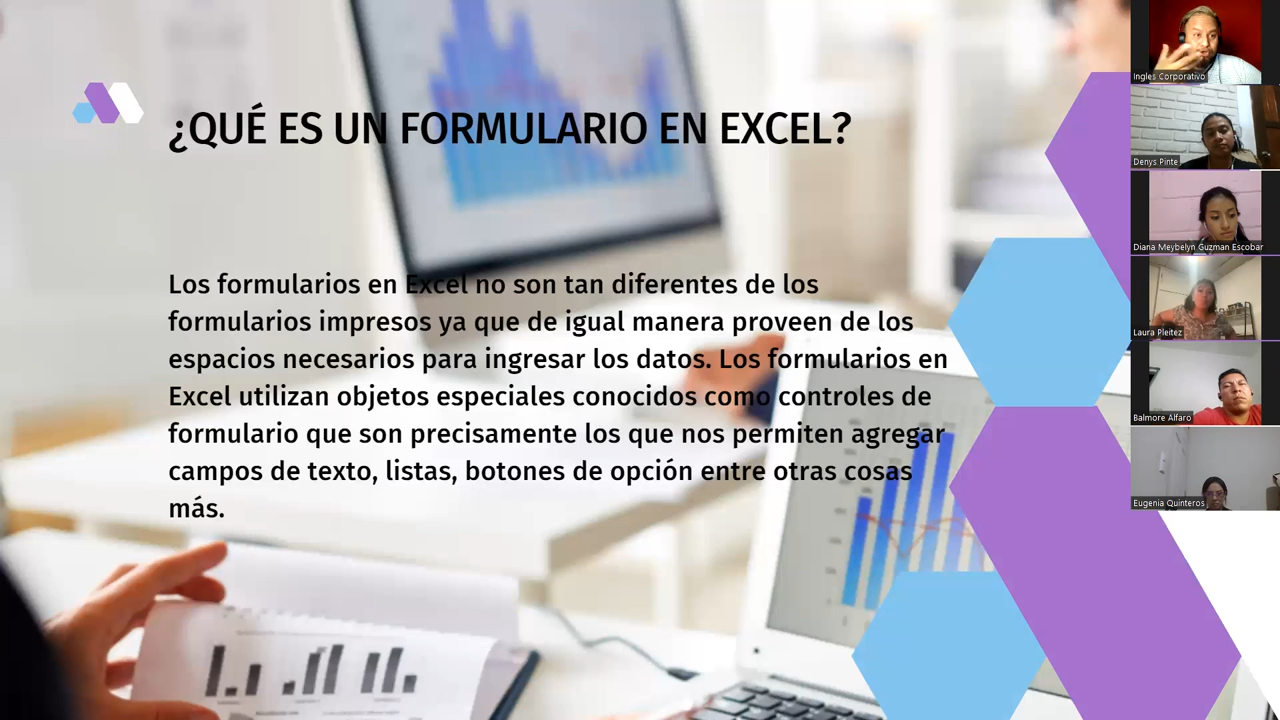 ¿QUÉ ES UN FORMULARIO EN EXCEL?
Los formularios en Excel no son tan diferentes de los
formularios impresos ya que de igual manera proveen de los
espacios necesarios para ingresar los datos. Los formularios en
Excel utilizan objetos especiales conocidos como controles de
formulario que son precisamente los que nos permiten agregar
campos de texto, listas, botones de opción entre otras cosas
más.
Ingles Corporativo
Denys Pinte
Diana Meybelyn Guzman Escobar
Laura Pleitez
Balmore Alfaro
Eugenia Quinteros